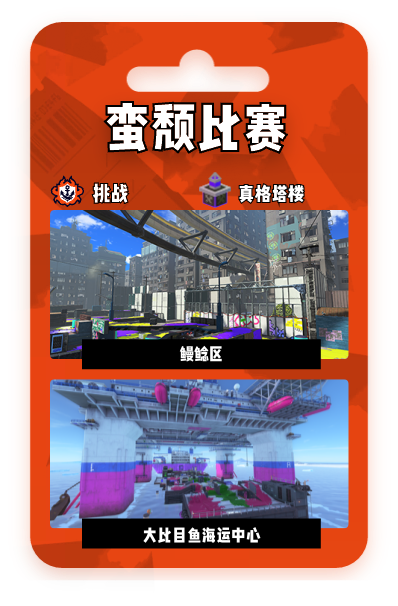 蛮颓比赛
挑战
真格塔楼
鳗鲶区
大比目鱼海运中心